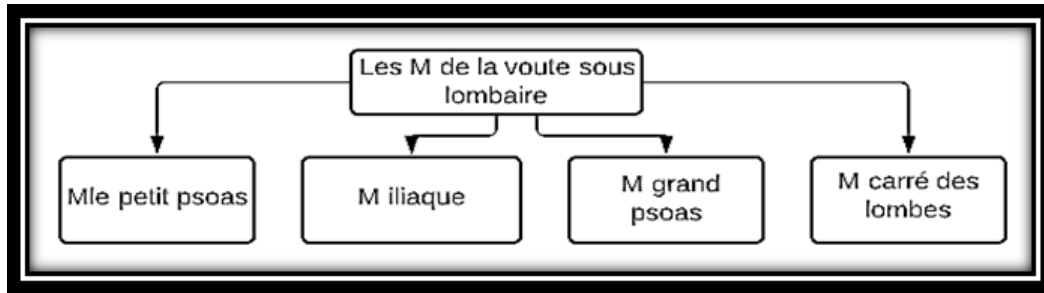 Les M de la voute sous
lombaire
Mle petit psoas
M iliaque
M grand
psoas
M carré des
lombes